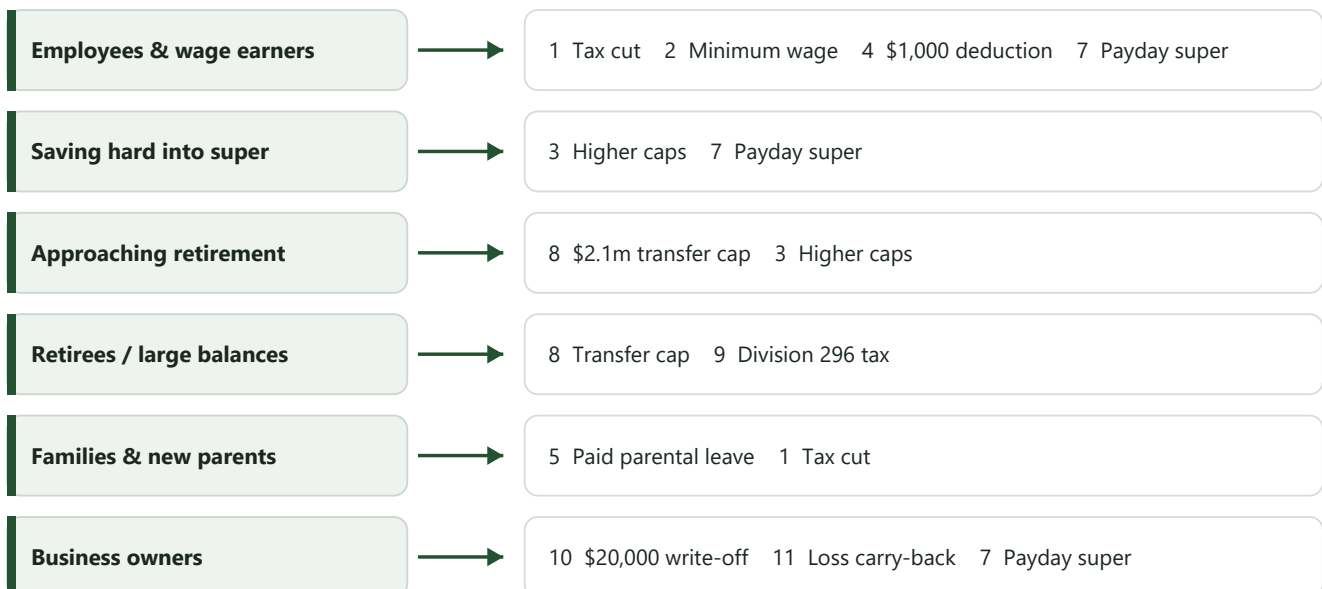 Employees & wage earners
1 Tax cut 2 Minimum wage 4 $1,000 deduction 7 Payday super
Saving hard into super
3 Higher caps 7 Payday super
Approaching retirement
8 $2.1m transfer cap 3 Higher caps
Retirees / large balances
8 Transfer cap 9 Division 296 tax
Families & new parents
5 Paid parental leave 1 Tax cut
Business owners
10 $20,000 write-off 11 Loss carry-back 7 Payday super